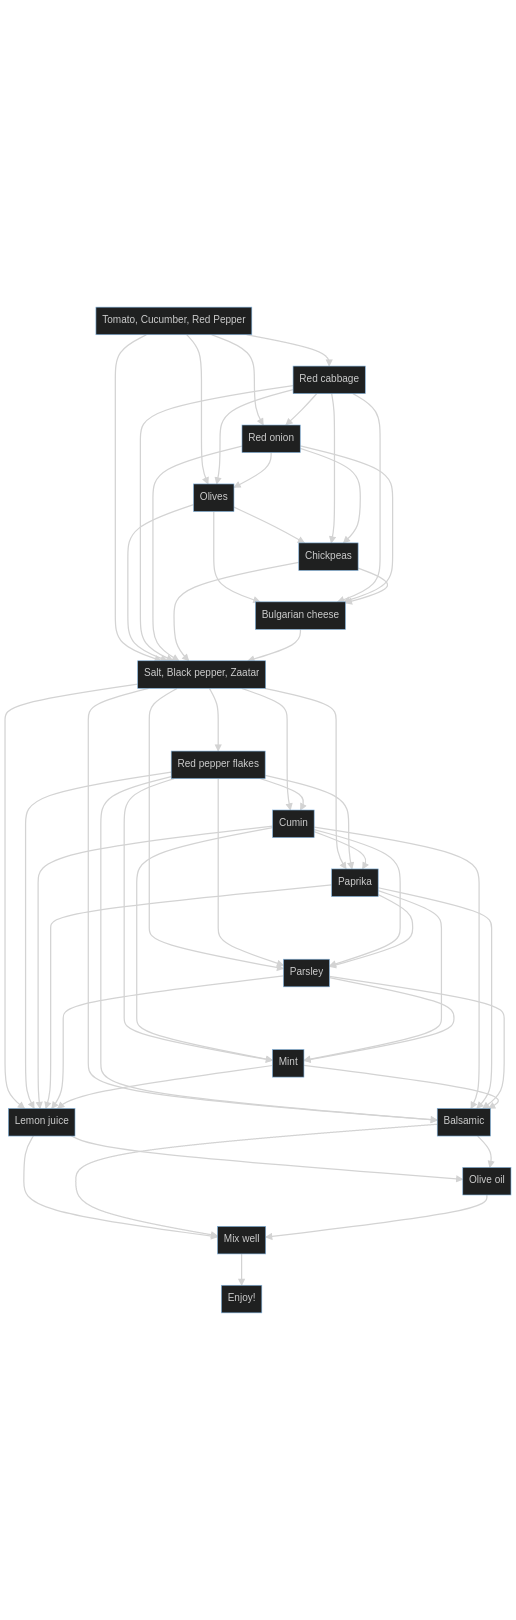 Tomato, Cucumber, Red Pepper
Red cabbage
Red onion
Olives
Chickpeas
Bulgarian cheese
Salt, Black pepper, Zaatar
Red pepper flakes
Cumin
Paprika
Parsley
Mint
Lemon juice
Balsamic
Olive oil
Mix well
Enjoy!